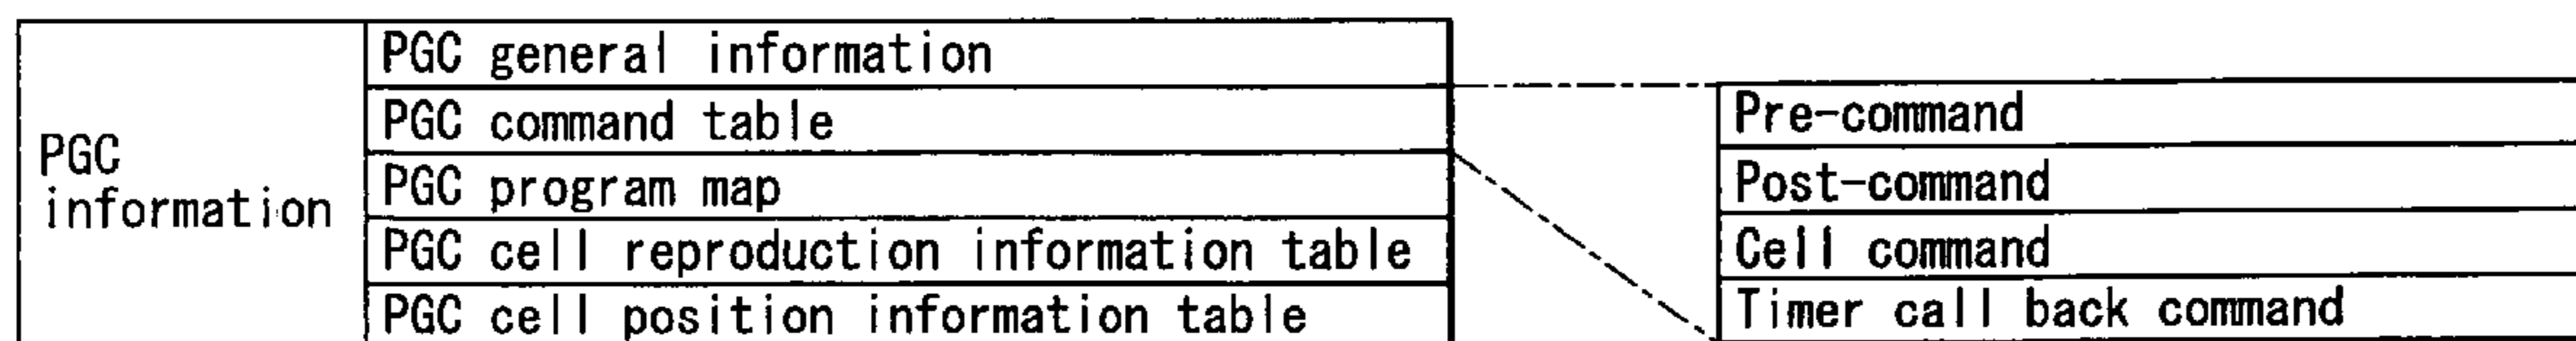 PGC
information
PGC general information
PGC command table
PGC program map
PGC cell reproduction information table
PGC cell position information table
Pre-command
Post-command
Cell command
Timer call back command